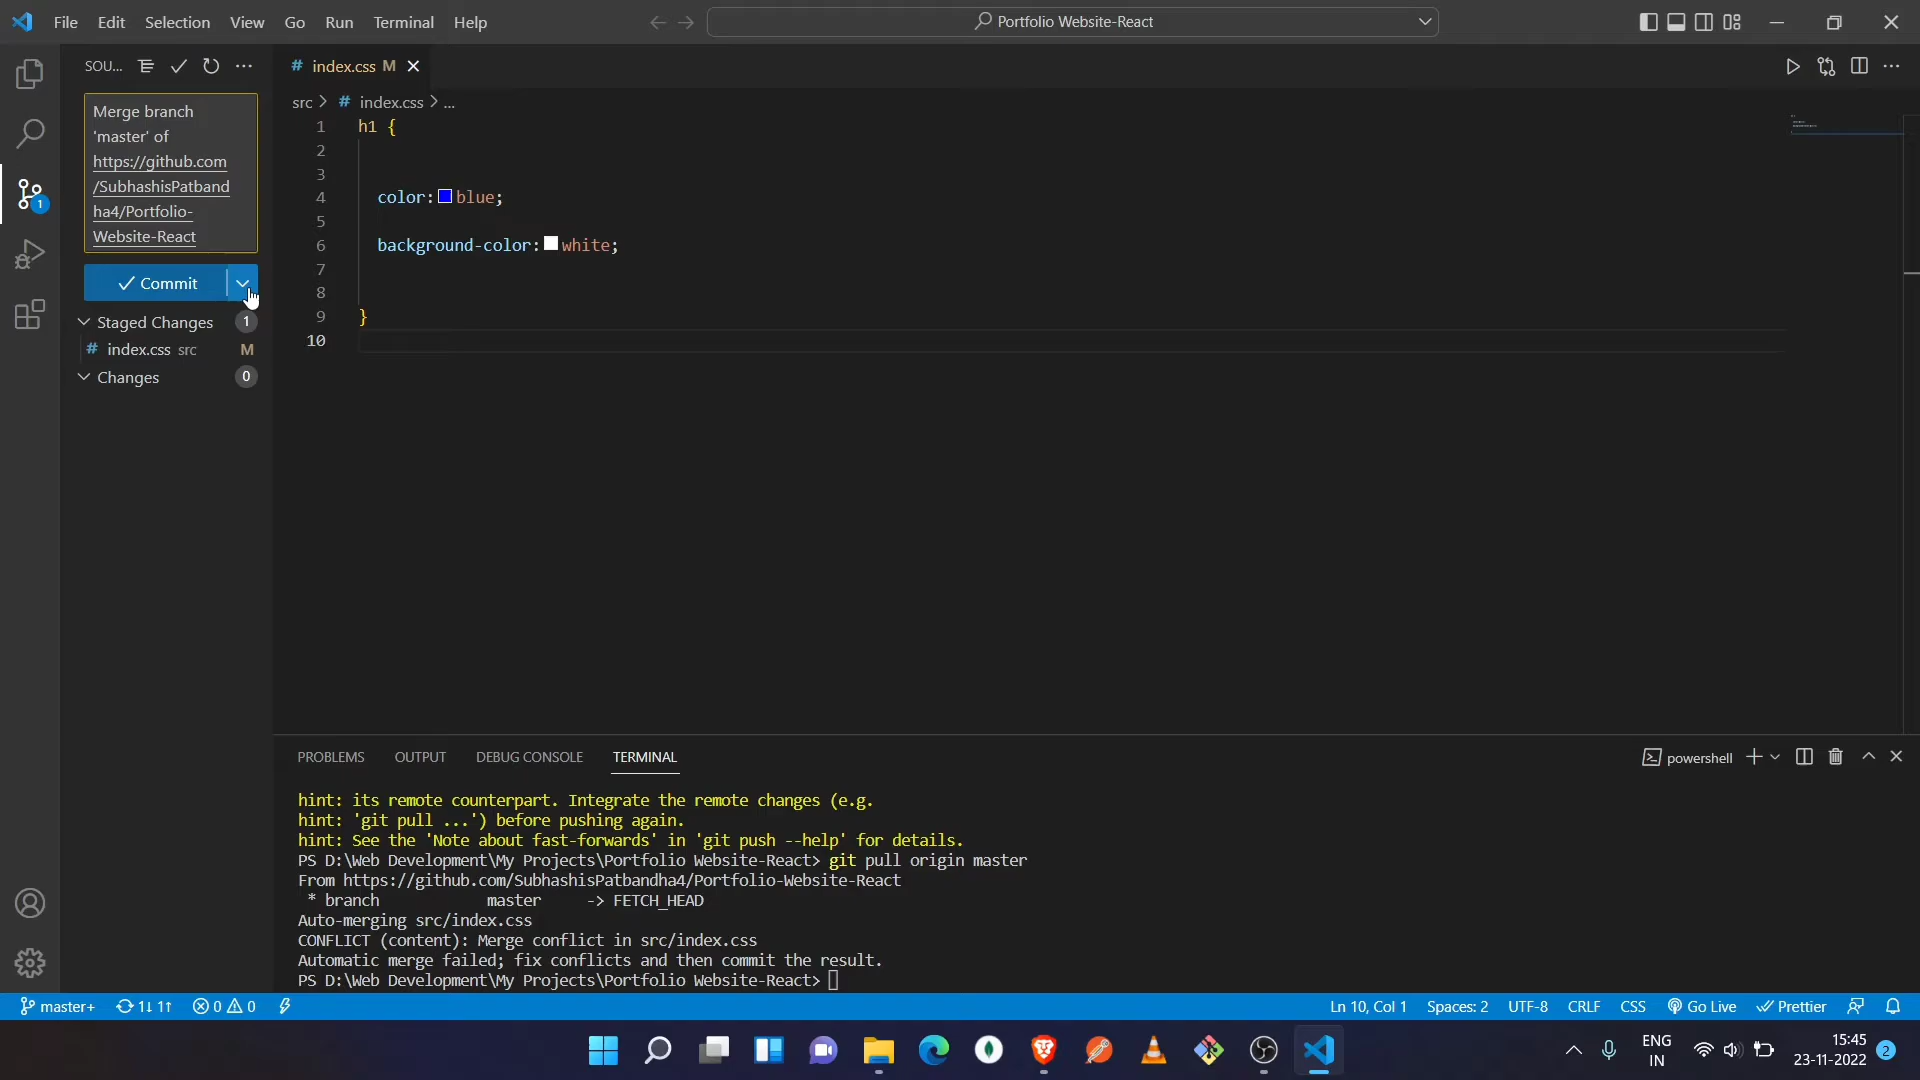 File Edit Selection View Go Run Terminal Help
Portfolio Website-React
SOU...
# index.css M
src > # index.css > ...
Merge branch
'master' of
https://github.com
/SubhashisPatband
ha4/Portfolio-
Website-React
Commit
Staged Changes 1
# index.css src M
Changes 0
1
1 h1 {
2
3
4 color: blue;
5
6 background-color: white;
7
8
9 }
10
PROBLEMS OUTPUT DEBUG CONSOLE TERMINAL
powershell
hint: its remote counterpart. Integrate the remote changes (e.g.
hint: 'git pull ...') before pushing again.
hint: See the 'Note about fast-forwards' in 'git push --help' for details.
PS D:\Web Development\My Projects\Portfolio Website-React> git pull origin master
From https://github.com/SubhashisPatbandha4/Portfolio-Website-React
* branch master -> FETCH_HEAD
Auto-merging src/index.css
CONFLICT (content): Merge conflict in src/index.css
Automatic merge failed; fix conflicts and then commit the result.
PS D:\Web Development\My Projects\Portfolio Website-React>
master+ 1↓ 1↑ 0 0 Ln 10, Col 1 Spaces: 2 UTF-8 CRLF CSS Go Live Prettier
ENG
IN
15:45
23-11-2022
2